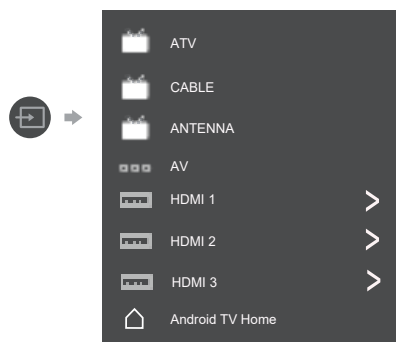 ATV
CABLE
ANTENNA
AV
HDMI 1
HDMI 2
HDMI 3
Android TV Home